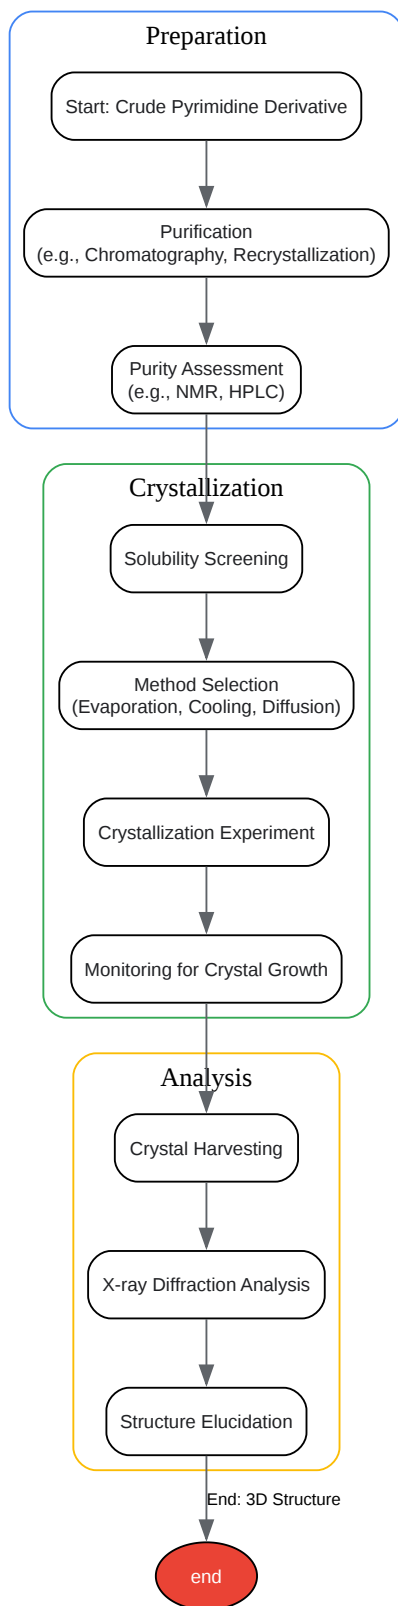 Preparation
Start: Crude Pyrimidine Derivative
Purification
(e.g., Chromatography, Recrystallization)
Purity Assessment
(e.g., NMR, HPLC)
Crystallization
Solubility Screening
Method Selection
(Evaporation, Cooling, Diffusion)
Crystallization Experiment
Monitoring for Crystal Growth
Analysis
Crystal Harvesting
X-ray Diffraction Analysis
Structure Elucidation
End: 3D Structure
end